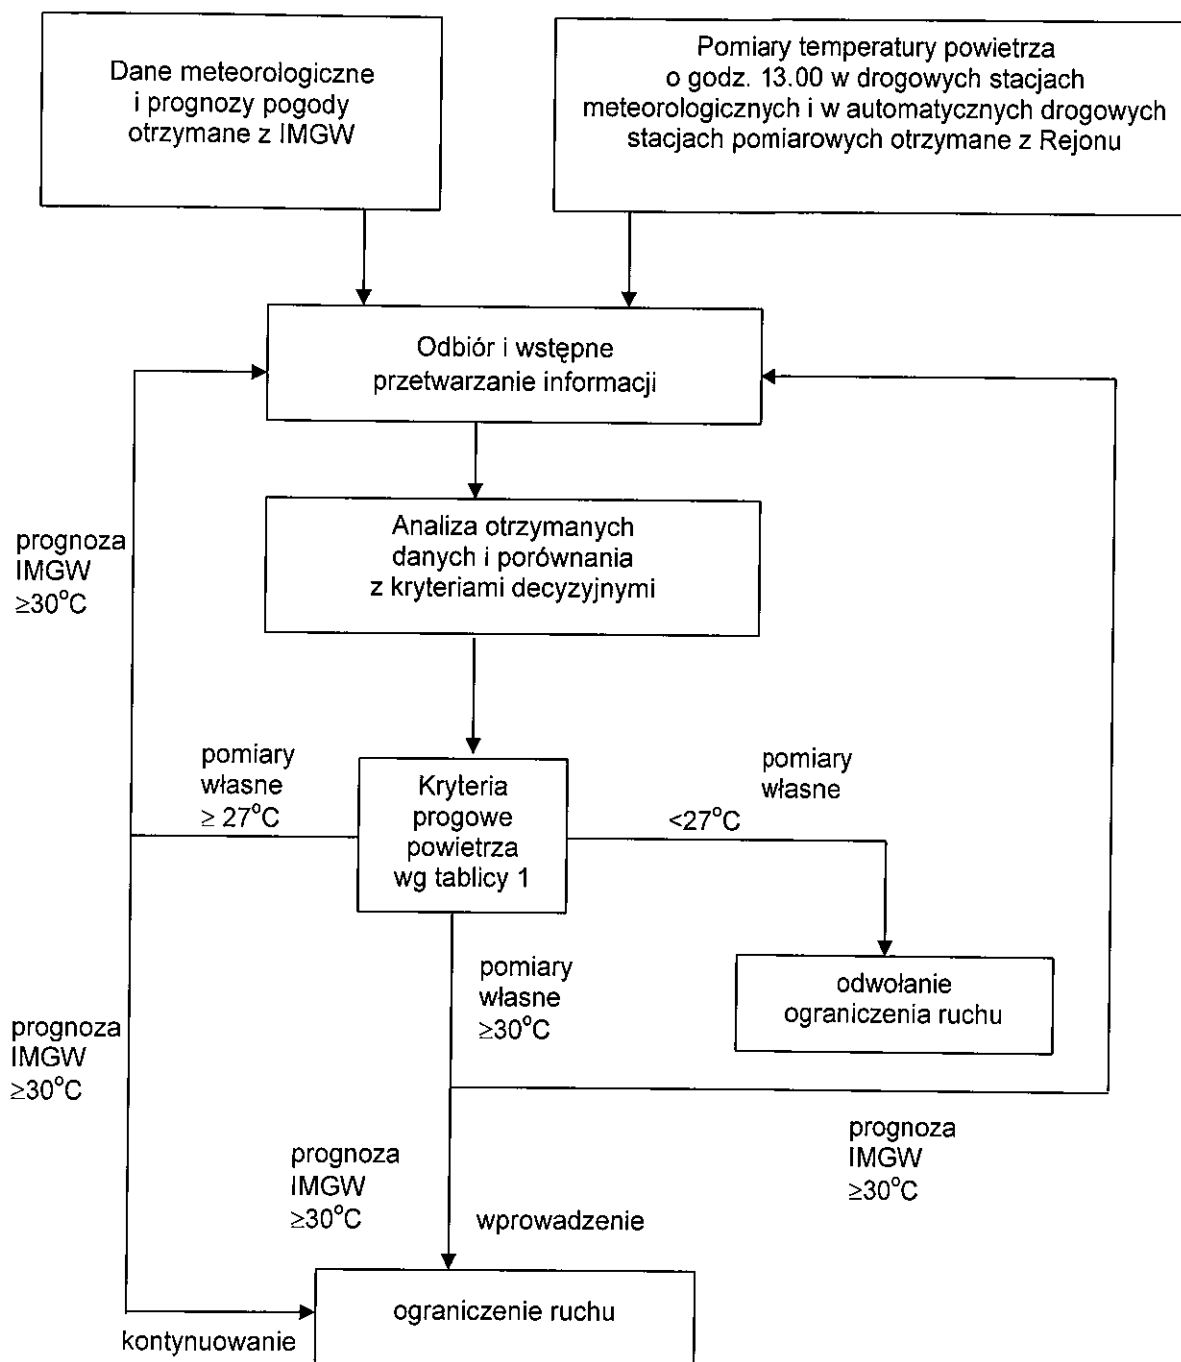 Dane meteorologiczne
i prognozy pogody
otrzymane z IMGW
Pomiary temperatury powietrza
o godz. 13.00 w drogowych stacjach
meteorologicznych i w automatycznych drogowych
stacjach pomiarowych otrzymane z Rejonu
Odbiór i wstępne
przetwarzanie informacji
Analiza otrzymanych
danych i porównania
z kryteriami decyzyjnymi
prognoza
IMGW
≥30°C
pomiary
własne
≥ 27°C
Kryteria
progowe
powietrza
wg tablicy 1
pomiary
własne
<27°C
pomiary
własne
≥30°C
odwołanie
ograniczenia ruchu
prognoza
IMGW
≥30°C
prognoza
IMGW
≥30°C
wprowadzenie
prognoza
IMGW
≥30°C
ograniczenie ruchu
kontynuowanie